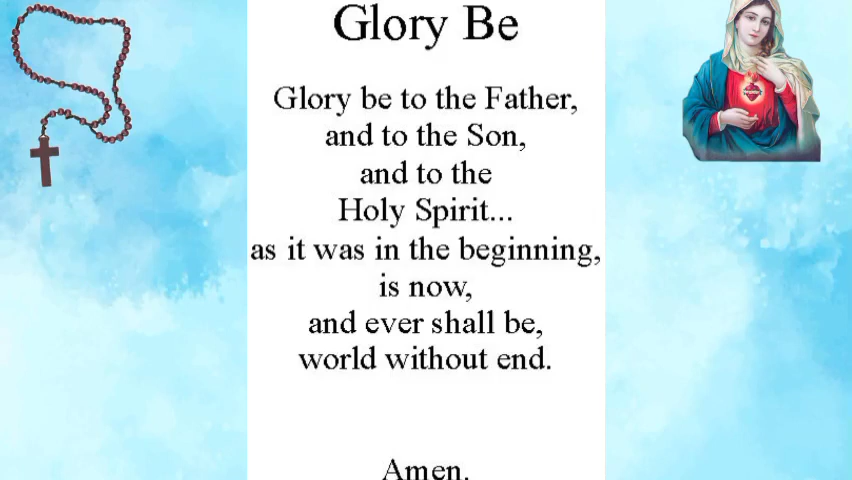 Glory Be
Glory be to the Father,
and to the Son,
and to the
Holy Spirit...
as it was in the beginning,
is now,
and ever shall be,
world without end.
Amen.